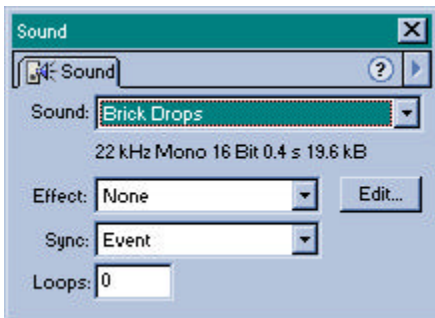 Sound
Sound
Sound: Brick Drops
22 kHz Mono 16 Bit 0.4 s 19.6 kB
Effect: None Edit...
Sync: Event
Loops: 0